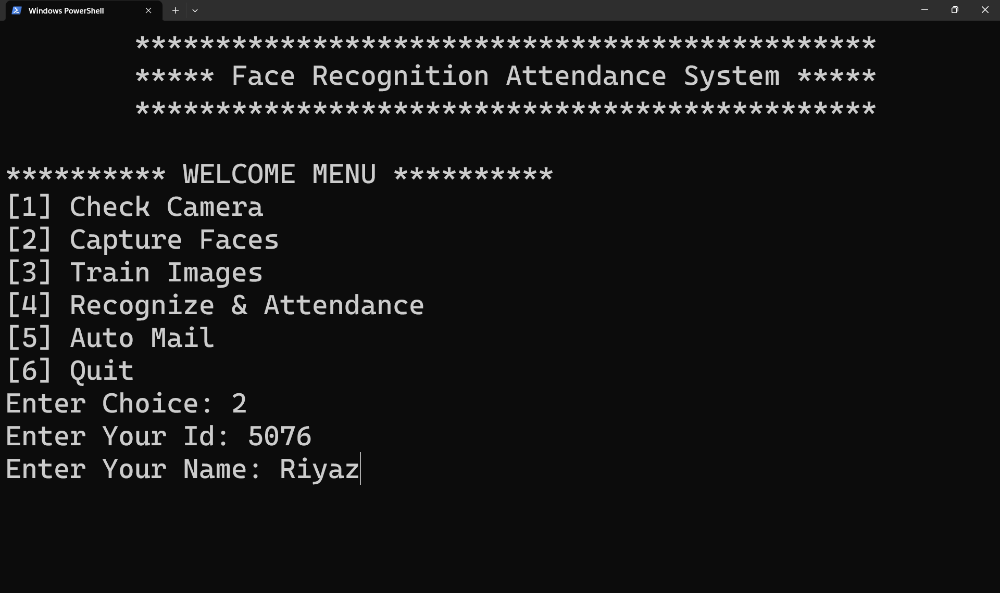 Windows PowerShell
**********************************************
***** Face Recognition Attendance System *****
**********************************************
********** WELCOME MENU **********
[1] Check Camera
[2] Capture Faces
[3] Train Images
[4] Recognize & Attendance
[5] Auto Mail
[6] Quit
Enter Choice: 2
Enter Your Id: 5076
Enter Your Name: Riyaz